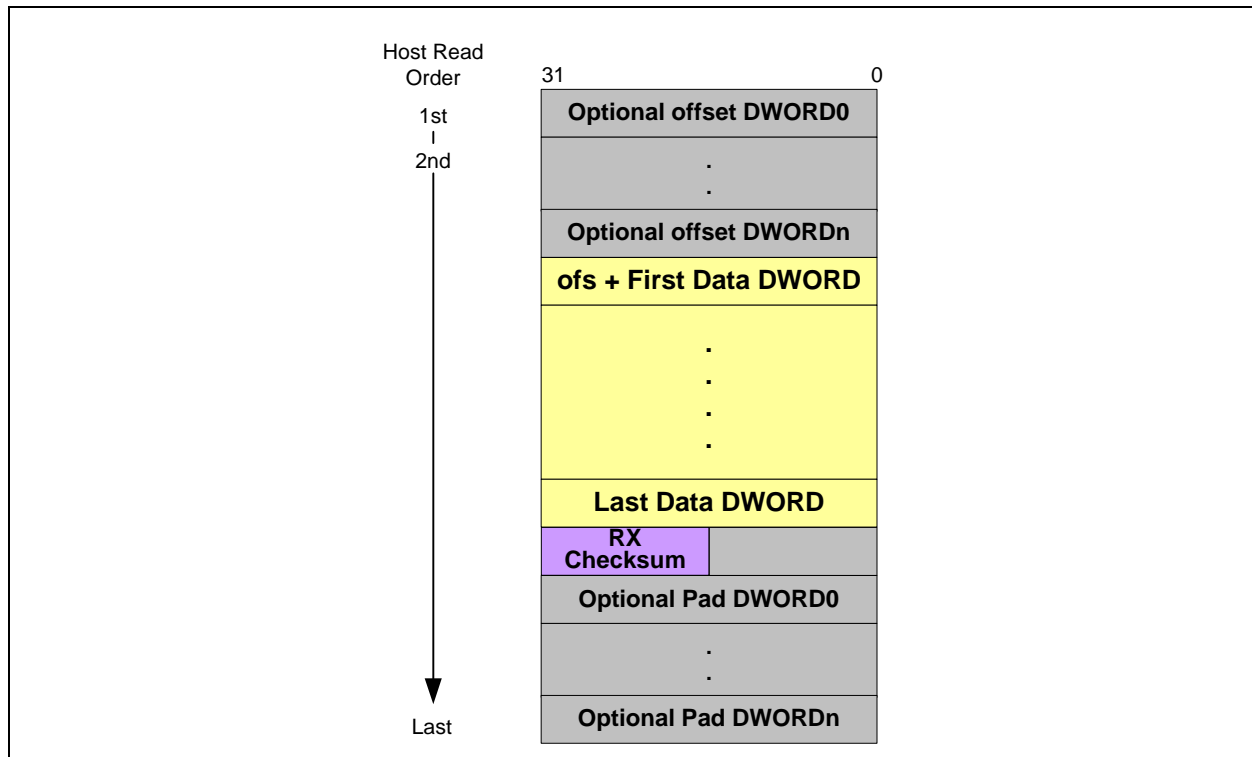 Host Read
Order
31 0
1st
Optional offset DWORD0
2nd
.
.
Optional offset DWORDn
ofs + First Data DWORD
.
.
.
.
Last Data DWORD
RX
Checksum
Optional Pad DWORD0
.
.
Optional Pad DWORDn
Last